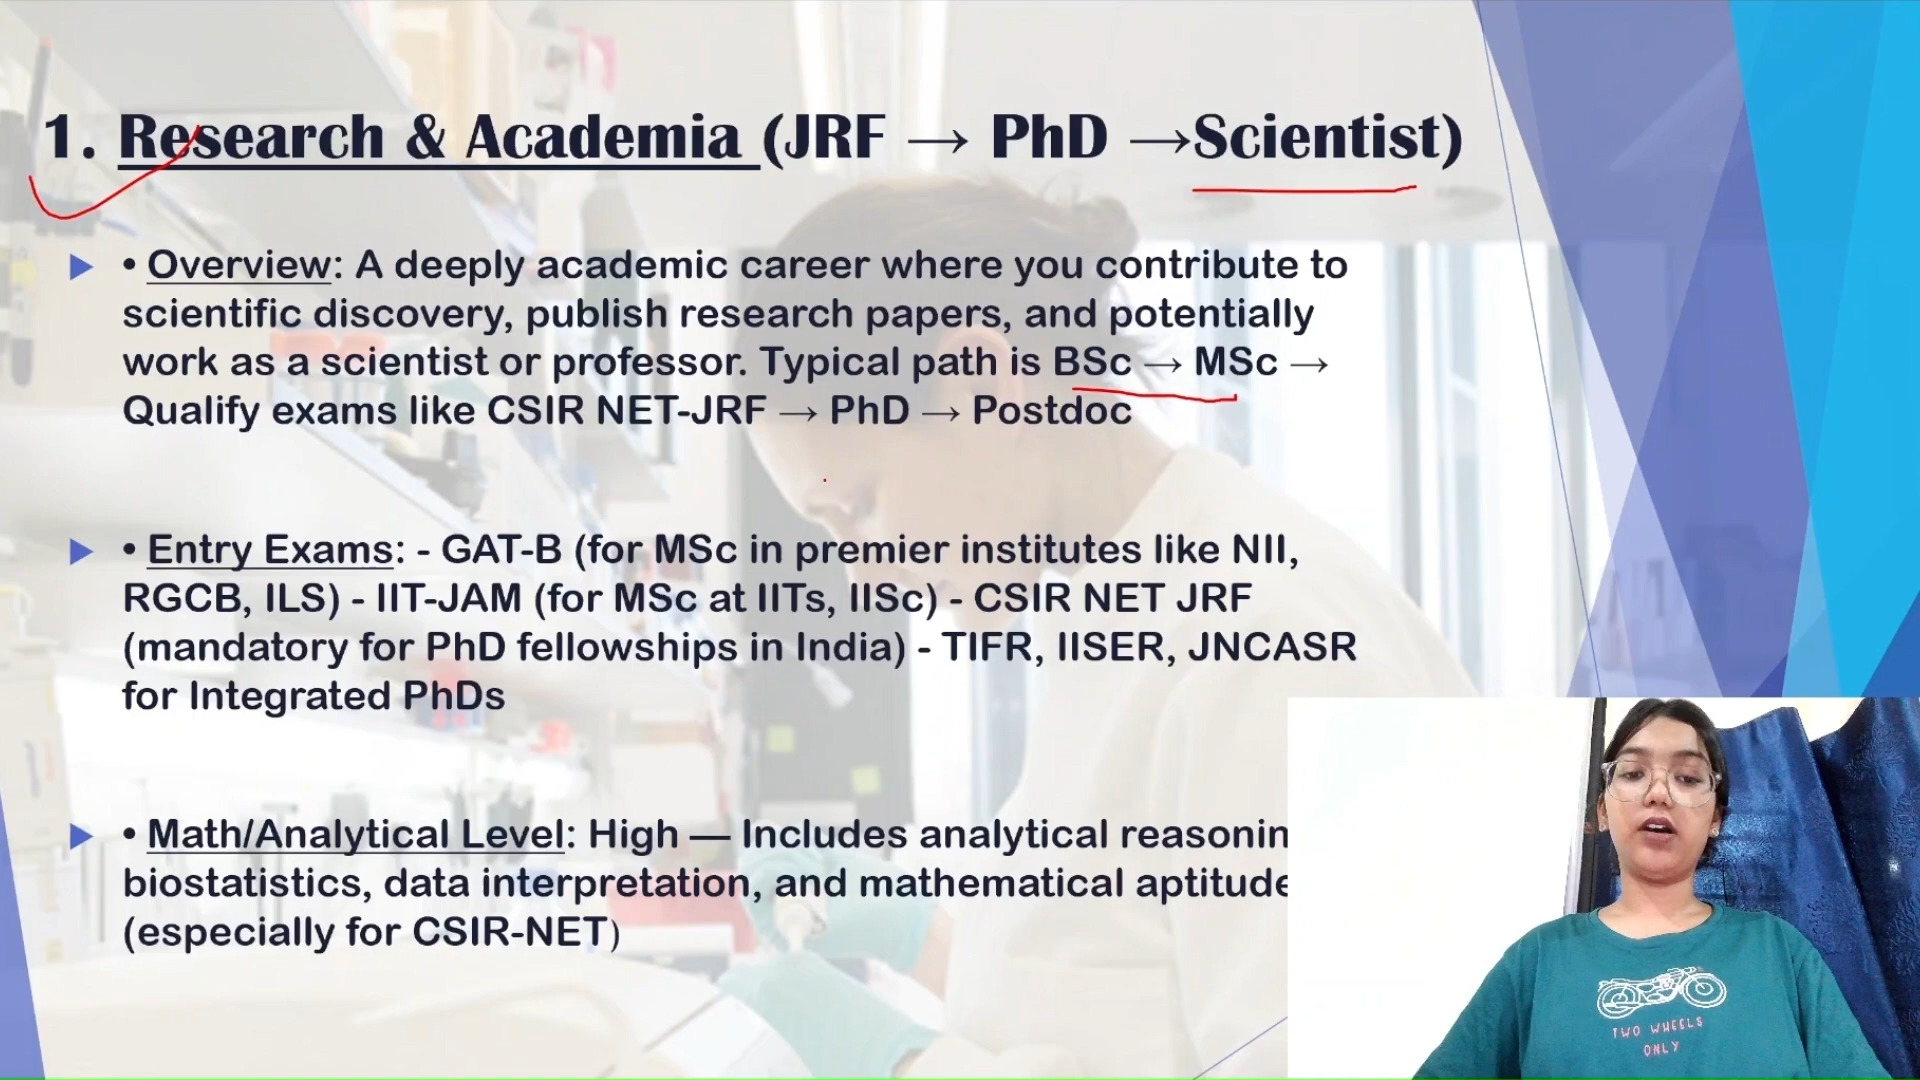 1. Research & Academia (JRF → PhD →Scientist)
• Overview: A deeply academic career where you contribute to
scientific discovery, publish research papers, and potentially
work as a scientist or professor. Typical path is BSc → MSc →
Qualify exams like CSIR NET-JRF → PhD → Postdoc
• Entry Exams: - GAT-B (for MSc in premier institutes like NII,
RGCB, ILS) - IIT-JAM (for MSc at IITs, IISc) - CSIR NET JRF
(mandatory for PhD fellowships in India) - TIFR, IISER, JNCASR
for Integrated PhDs
• Math/Analytical Level: High — Includes analytical reasonin
biostatistics, data interpretation, and mathematical aptitude
(especially for CSIR-NET)
TWO WHEELS
ONLY